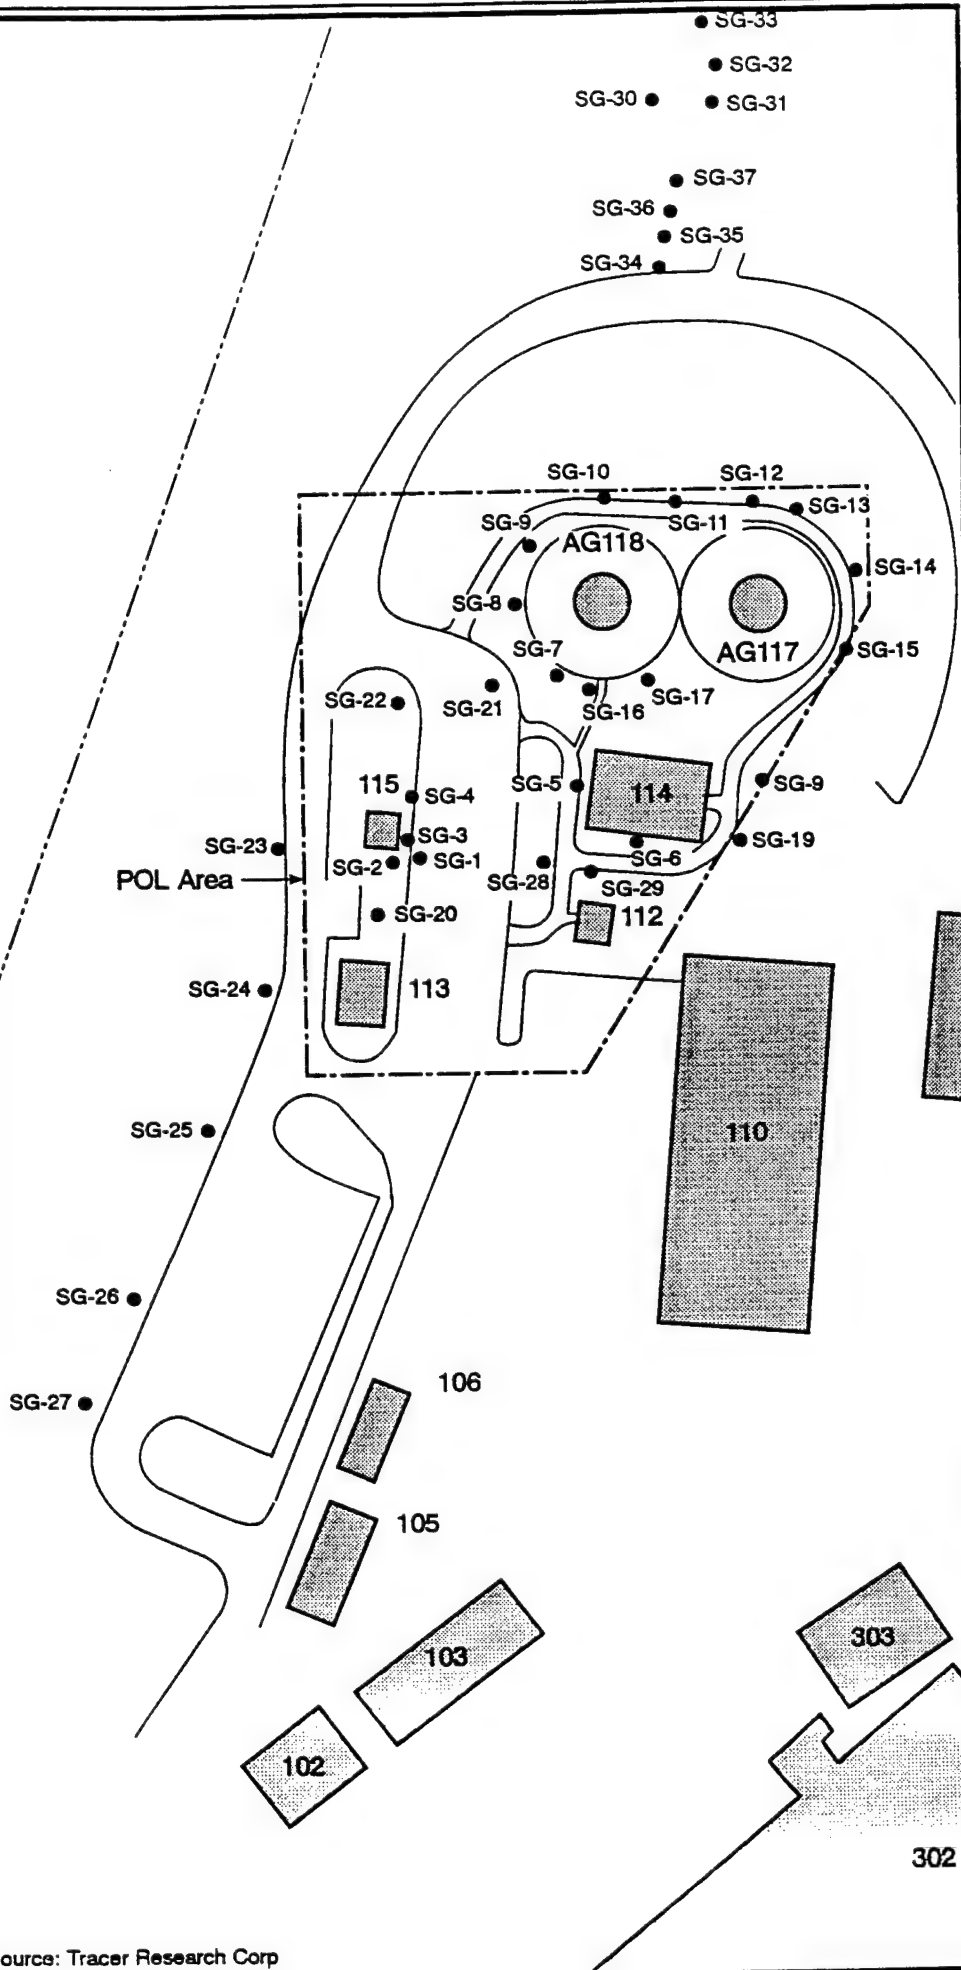 SG-33
SG-32
SG-30
SG-31
SG-37
SG-36
SG-35
SG-34
SG-10
SG-12
SG-13
SG-9
SG-11
AG118
SG-14
SG-8
SG-7
AG117
SG-15
SG-17
SG-22
SG-21
SG-16
115
SG-4
SG-5
114
SG-9
SG-3
SG-19
SG-23
SG-2
SG-1
SG-6
POL Area
SG-28
SG-29
SG-20
112
SG-24
113
SG-25
110
SG-26
106
SG-27
105
303
103
102
302
ource: Tracer Research Corp